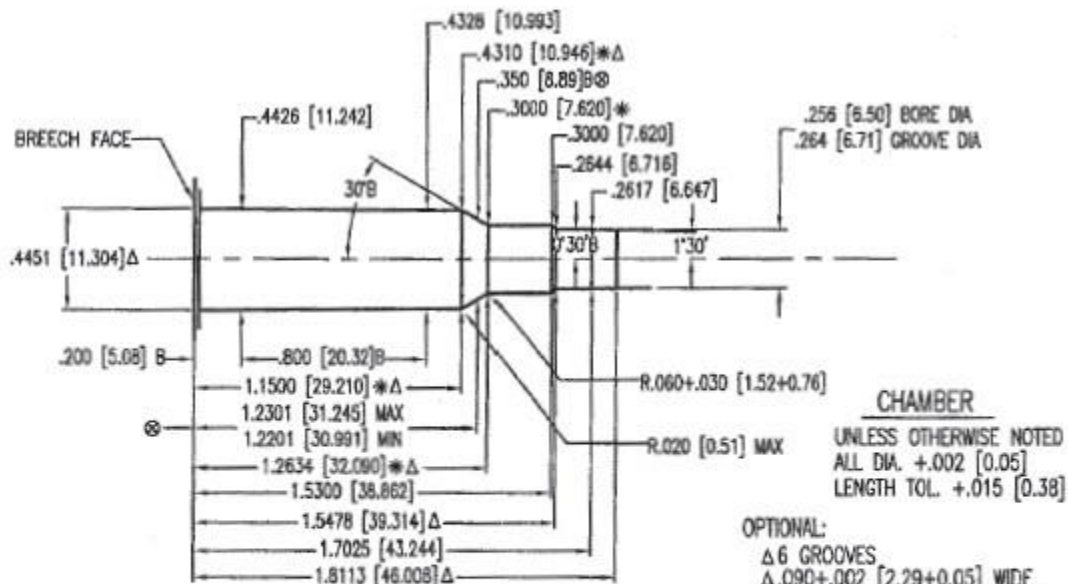 .4328 [10.993]
.4310 [10.946]*Δ
.350 [8.89]B⊗
.3000 [7.620]*
.4426 [11.242]
.256 [6.50] BORE DIA
.264 [6.71] GROOVE DIA
BREECH FACE
.3000 [7.620]
.2644 [6.716]
.2617 [6.647]
30°B
0°30'B
1°30'
.4451 [11.304]Δ
.200 [5.08] B
.800 [20.32]B
R.060+.030 [1.52+0.76]
1.1500 [29.210]*Δ
1.2301 [31.245] MAX
⊗
1.2201 [30.991] MIN
R.020 [0.51] MAX
1.2634 [32.090]*Δ
1.5300 [38.862]
1.5478 [39.314]Δ
1.7025 [43.244]
1.8113 [46.008]Δ
CHAMBER
UNLESS OTHERWISE NOTED
ALL DIA. +.002 [0.05]
LENGTH TOL. +.015 [0.38]
OPTIONAL:
Δ 6 GROOVES
Δ .090+.002 [2.29+0.05] WIDE